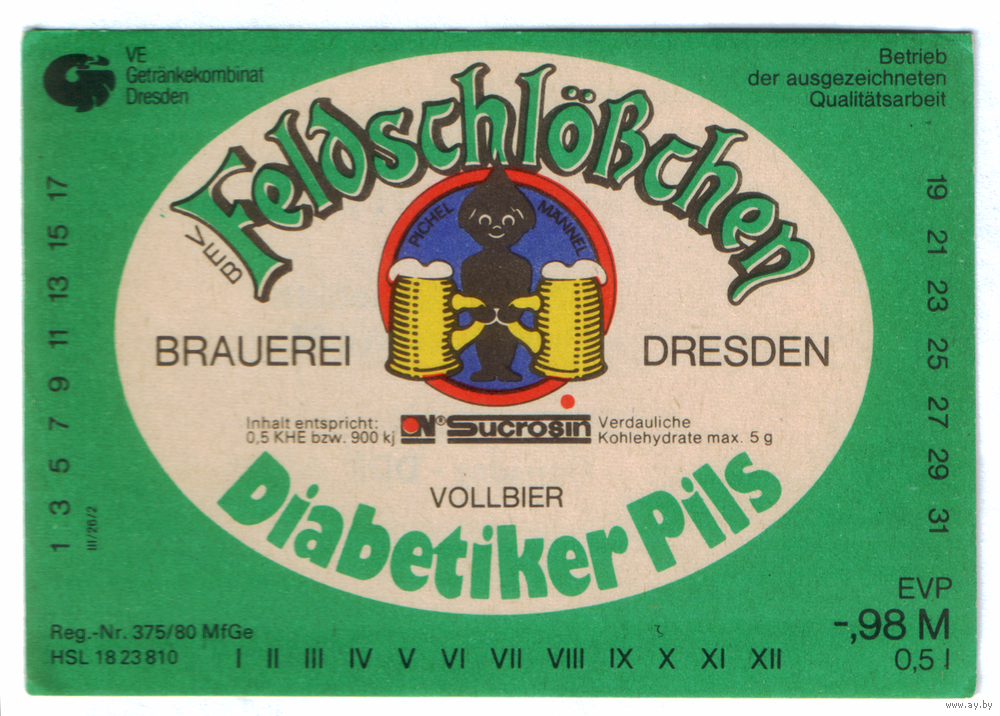 VE
Getränkekombinat
Dresden
Betrieb
der ausgezeichneten
Qualitätsarbeit
VEB
Feldschlößchen
PICHEL MÄNNEL
BRAUEREI DRESDEN
Inhalt entspricht:
0,5 KHE bzw. 900 kj
ON® Sucrosin
Verdauliche
Kohlehydrate max. 5 g
VOLLBIER
Diabetiker Pils
1 3 5 7 9 11 13 15 17
III/26/2
19 21 23 25 27 29 31
EVP
-,98 M
0,5 l
Reg.-Nr. 375/80 MfGe
HSL 18 23 810
I II III IV V VI VII VIII IX X XI XII
www.ay.by